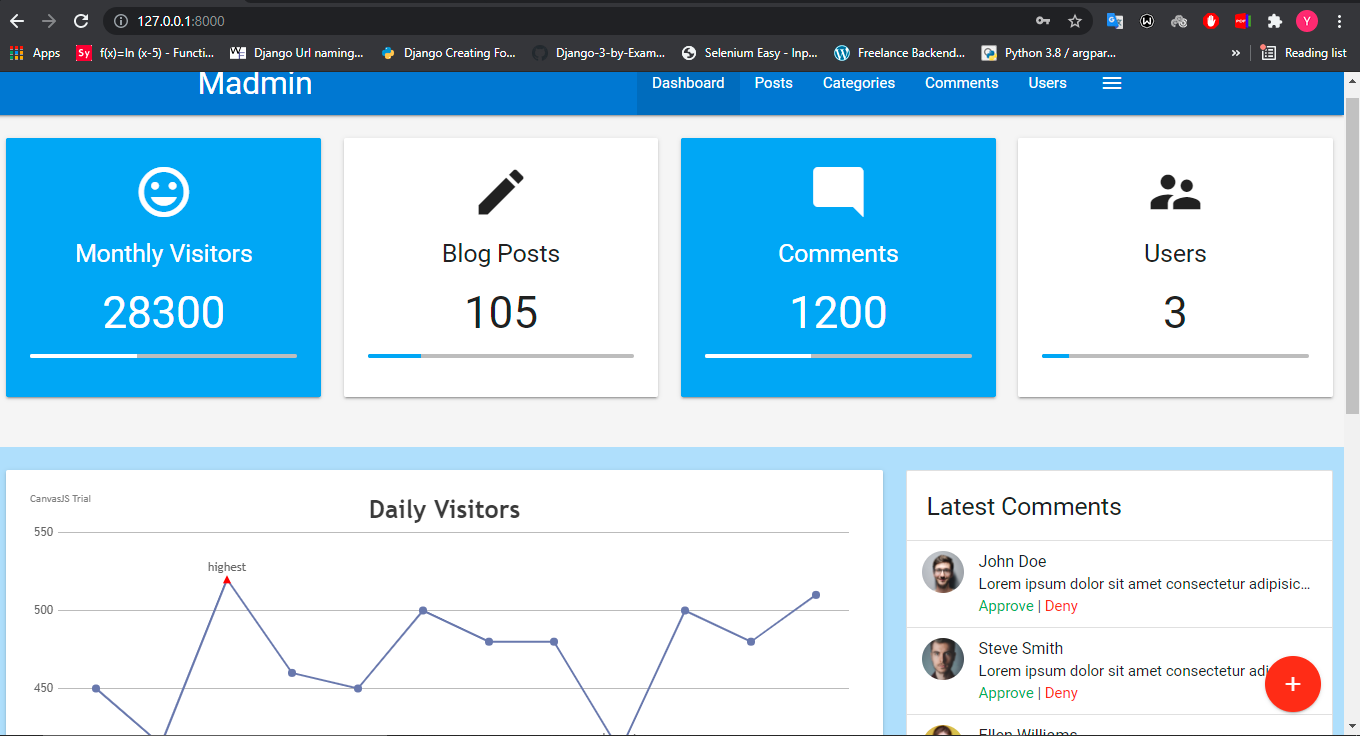 127.0.0.1:8000
Y
Apps
Sy
f(x)=ln (x-5) - Functi...
Django Url naming...
Django Creating Fo...
Django-3-by-Exam...
Selenium Easy - Inp...
Freelance Backend...
Python 3.8 / argpar...
»
Reading list
Madmin
Dashboard
Posts
Categories
Comments
Users
Monthly Visitors
28300
Blog Posts
105
Comments
1200
Users
3
CanvasJS Trial
Daily Visitors
550
highest
500
450
Latest Comments
John Doe
Lorem ipsum dolor sit amet consectetur adipisic...
Approve | Deny
Steve Smith
Lorem ipsum dolor sit amet consectetur ad
Approve | Deny
+
Ellen Williams